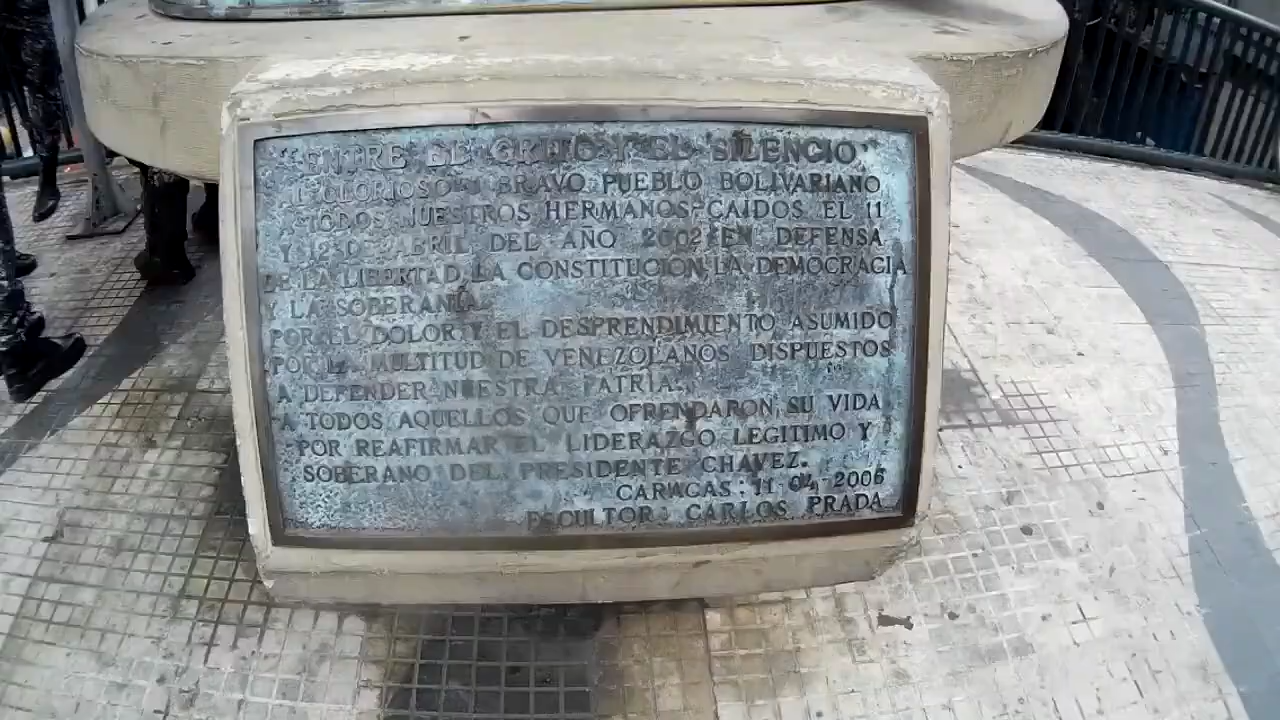 "ENTRE EL GRITO Y EL SILENCIO"
AL GLORIOSO Y BRAVO PUEBLO BOLIVARIANO
A TODOS NUESTROS HERMANOS CAIDOS EL 11
Y 12 DE ABRIL DEL AÑO 2002 EN DEFENSA
DE LA LIBERTAD, LA CONSTITUCION, LA DEMOCRACIA
Y LA SOBERANIA.
POR EL DOLOR Y EL DESPRENDIMIENTO ASUMIDO
POR LA MULTITUD DE VENEZOLANOS DISPUESTOS
A DEFENDER NUESTRA PATRIA.
A TODOS AQUELLOS QUE OFRENDARON SU VIDA
POR REAFIRMAR EL LIDERAZGO LEGITIMO Y
SOBERANO DEL PRESIDENTE CHAVEZ.
CARACAS: 11-04-2006
ESCULTOR: CARLOS PRADA